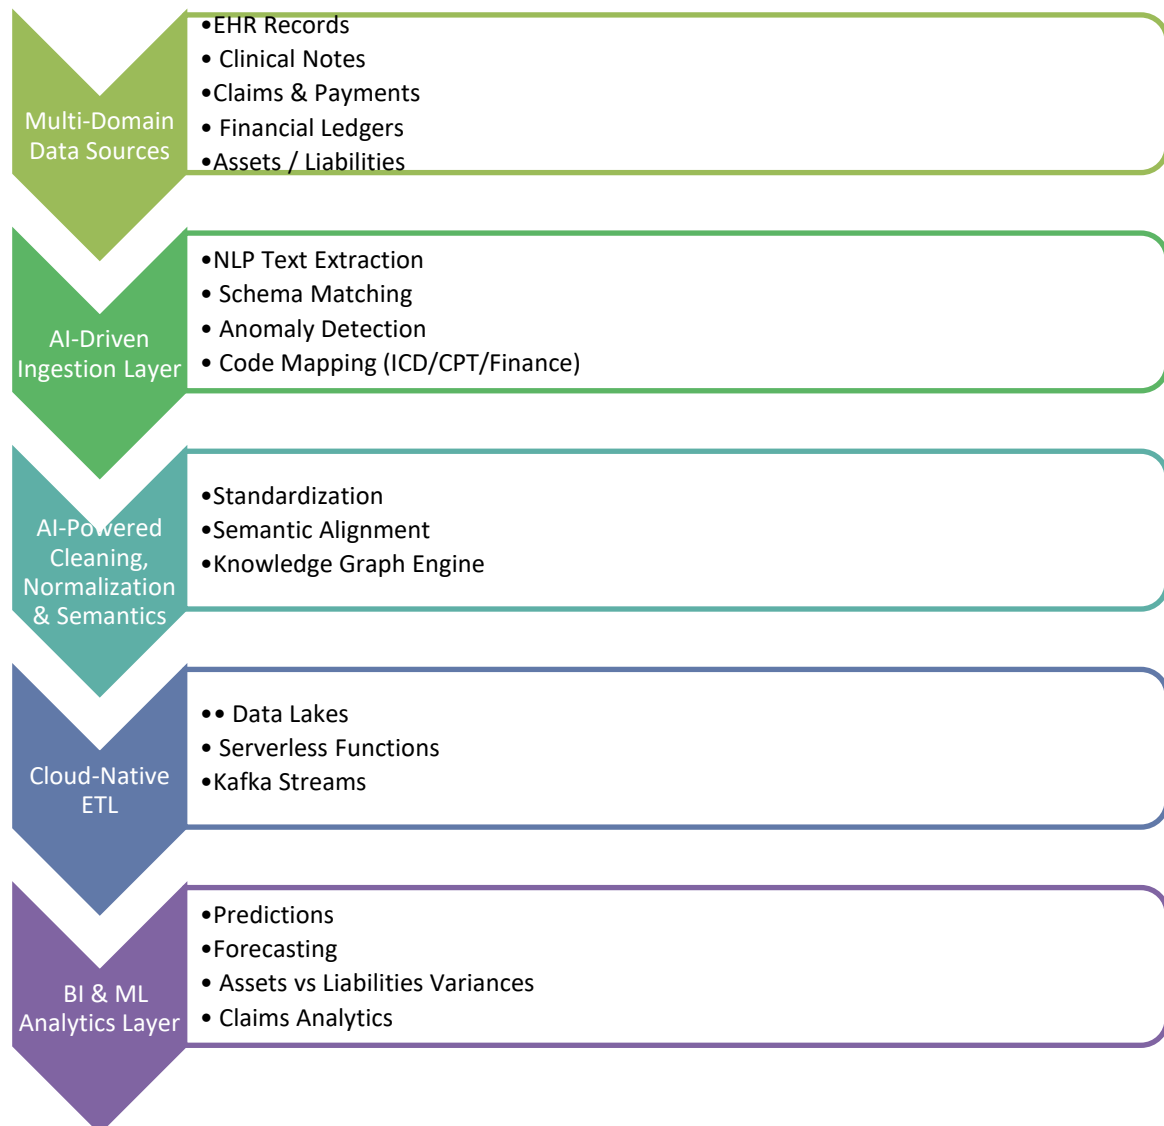 Multi-Domain
Data Sources
•EHR Records
• Clinical Notes
•Claims & Payments
• Financial Ledgers
•Assets / Liabilities
AI-Driven
Ingestion Layer
•NLP Text Extraction
• Schema Matching
• Anomaly Detection
• Code Mapping (ICD/CPT/Finance)
AI-Powered
Cleaning,
Normalization
& Semantics
•Standardization
•Semantic Alignment
•Knowledge Graph Engine
Cloud-Native
ETL
•• Data Lakes
• Serverless Functions
•Kafka Streams
BI & ML
Analytics Layer
•Predictions
•Forecasting
• Assets vs Liabilities Variances
• Claims Analytics